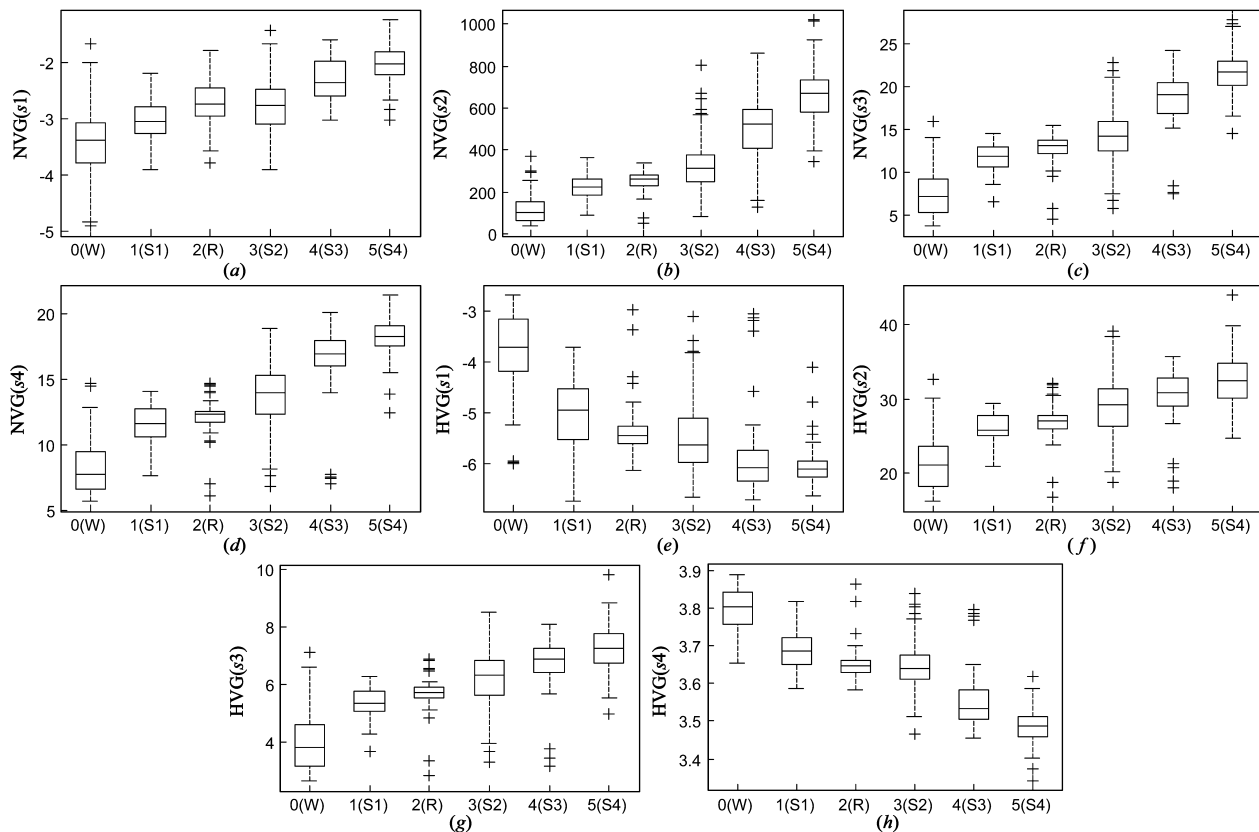 NVG(s1)
-2
-3
-4
-5
0(W) 1(S1) 2(R) 3(S2) 4(S3) 5(S4)
(a)
NVG(s2)
1000
800
600
400
200
0
0(W) 1(S1) 2(R) 3(S2) 4(S3) 5(S4)
(b)
NVG(s3)
25
20
15
10
5
0(W) 1(S1) 2(R) 3(S2) 4(S3) 5(S4)
(c)
NVG(s4)
20
15
10
5
0(W) 1(S1) 2(R) 3(S2) 4(S3) 5(S4)
(d)
HVG(s1)
-3
-4
-5
-6
0(W) 1(S1) 2(R) 3(S2) 4(S3) 5(S4)
(e)
HVG(s2)
40
30
20
0(W) 1(S1) 2(R) 3(S2) 4(S3) 5(S4)
(f)
HVG(s3)
10
8
6
4
0(W) 1(S1) 2(R) 3(S2) 4(S3) 5(S4)
(g)
HVG(s4)
3.9
3.8
3.7
3.6
3.5
3.4
0(W) 1(S1) 2(R) 3(S2) 4(S3) 5(S4)
(h)